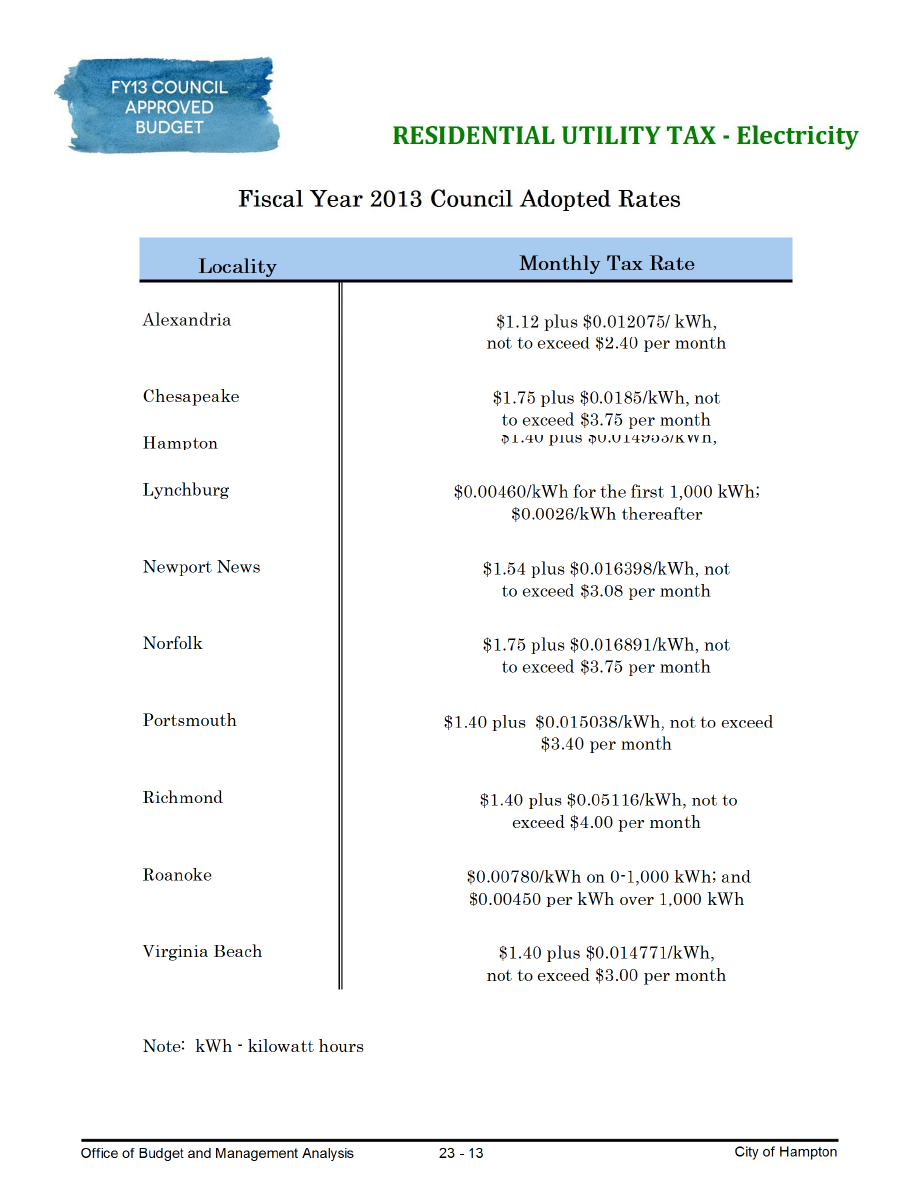 FY13 COUNCIL
APPROVED
BUDGET
RESIDENTIAL UTILITY TAX - Electricity
Fiscal Year 2013 Council Adopted Rates
Locality Monthly Tax Rate
Alexandria $1.12 plus $0.012075/ kWh,
not to exceed $2.40 per month
Chesapeake $1.75 plus $0.0185/kWh, not
to exceed $3.75 per month
Hampton $1.40 plus $0.014953/kWh,
Lynchburg $0.00460/kWh for the first 1,000 kWh;
$0.0026/kWh thereafter
Newport News $1.54 plus $0.016398/kWh, not
to exceed $3.08 per month
Norfolk $1.75 plus $0.016891/kWh, not
to exceed $3.75 per month
Portsmouth $1.40 plus $0.015038/kWh, not to exceed
$3.40 per month
Richmond $1.40 plus $0.05116/kWh, not to
exceed $4.00 per month
Roanoke $0.00780/kWh on 0-1,000 kWh; and
$0.00450 per kWh over 1,000 kWh
Virginia Beach $1.40 plus $0.014771/kWh,
not to exceed $3.00 per month
Note: kWh - kilowatt hours
Office of Budget and Management Analysis 23 - 13 City of Hampton